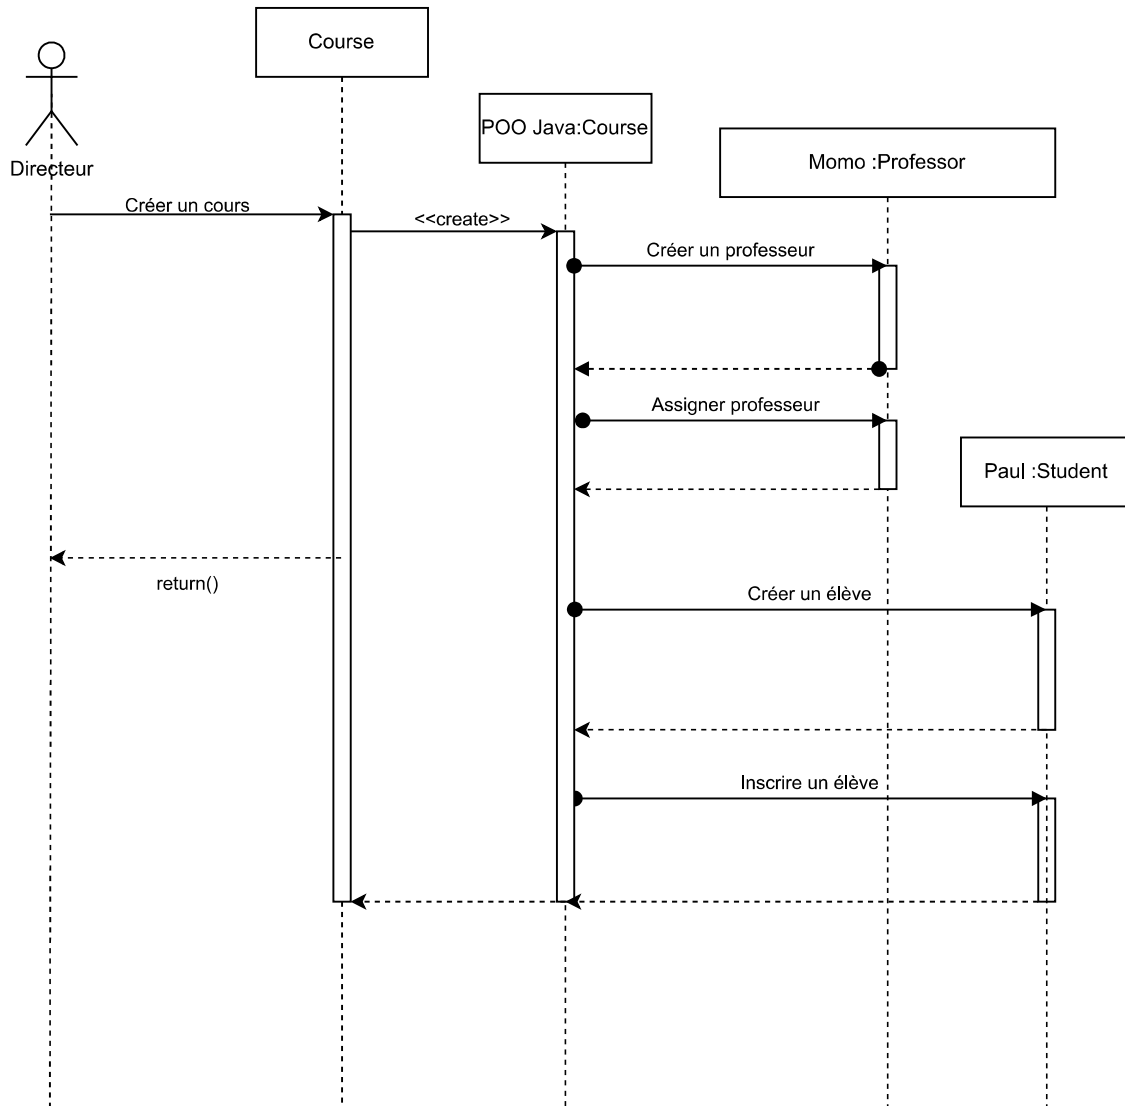 Course
POO Java:Course
Momo :Professor
Directeur
Créer un cours
<<create>>
Créer un professeur
Assigner professeur
Paul :Student
return()
Créer un élève
Inscrire un élève